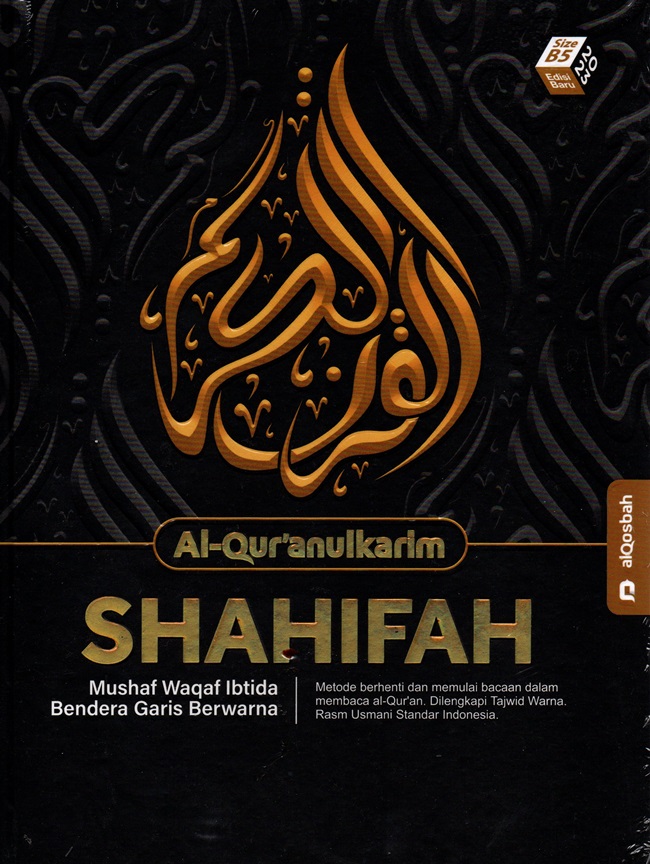 Size
B5
Edisi
Baru
2023
القرآن الكريم
Al-Qur'anulkarim
alQosbah
SHAHIFAH
Mushaf Waqaf Ibtida
Bendera Garis Berwarna
Metode berhenti dan memulai bacaan dalam
membaca al-Qur'an. Dilengkapi Tajwid Warna.
Rasm Usmani Standar Indonesia.